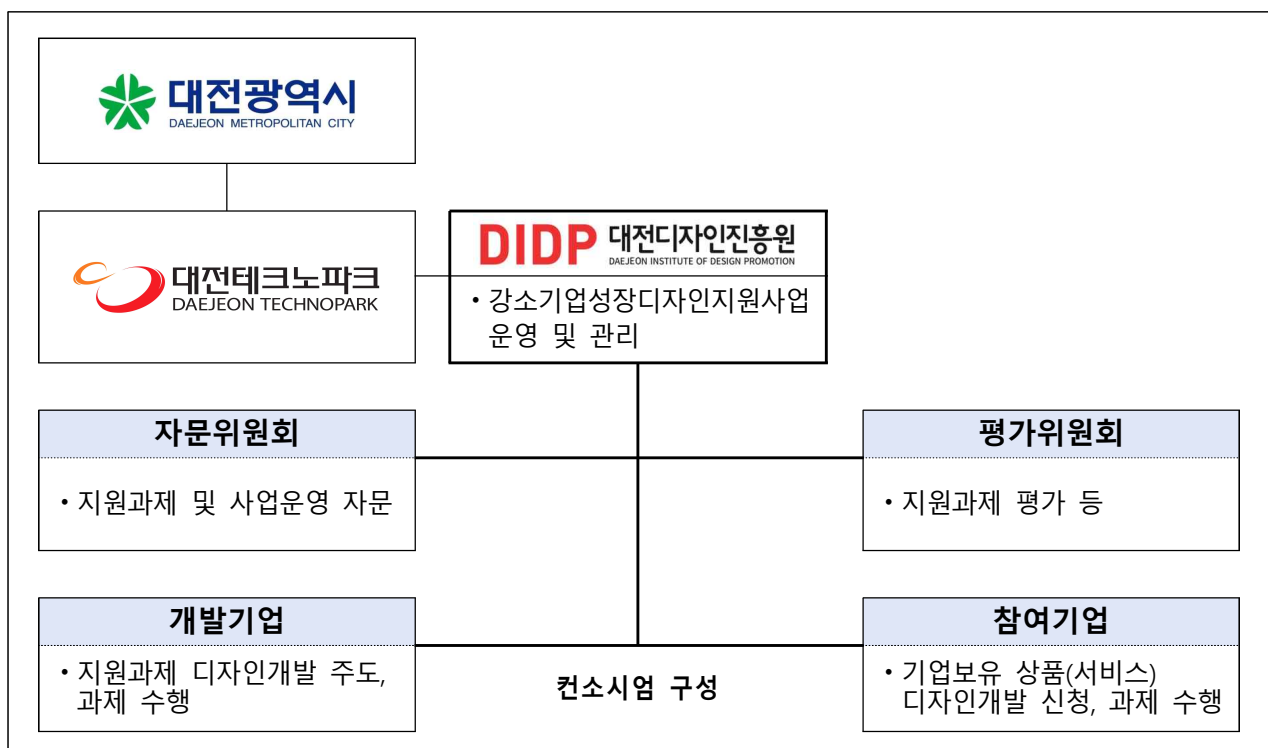 대전광역시
DAEJEON METROPOLITAN CITY
대전테크노파크
DAEJEON TECHNOPARK
DIDP 대전디자인진흥원
DAEJEON INSTITUTE OF DESIGN PROMOTION
• 강소기업성장디자인지원사업
운영 및 관리
자문위원회
• 지원과제 및 사업운영 자문
평가위원회
• 지원과제 평가 등
개발기업
• 지원과제 디자인개발 주도,
과제 수행
컨소시엄 구성
참여기업
• 기업보유 상품(서비스)
디자인개발 신청, 과제 수행